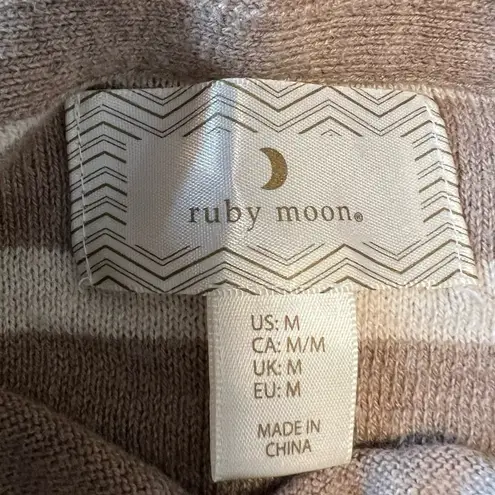 ruby moon®
US: M
CA: M/M
UK: M
EU: M
MADE IN
CHINA